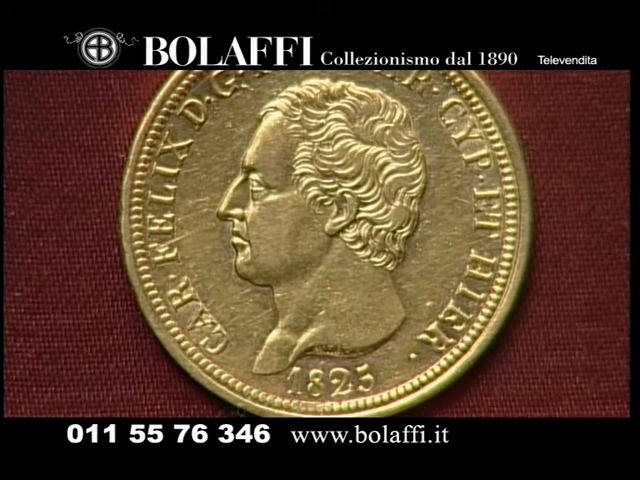 B
BOLAFFI Collezionismo dal 1890 Televendita
CAR · FELIX D. G. R · CYP · ET HIER ·
1825
011 55 76 346 www.bolaffi.it